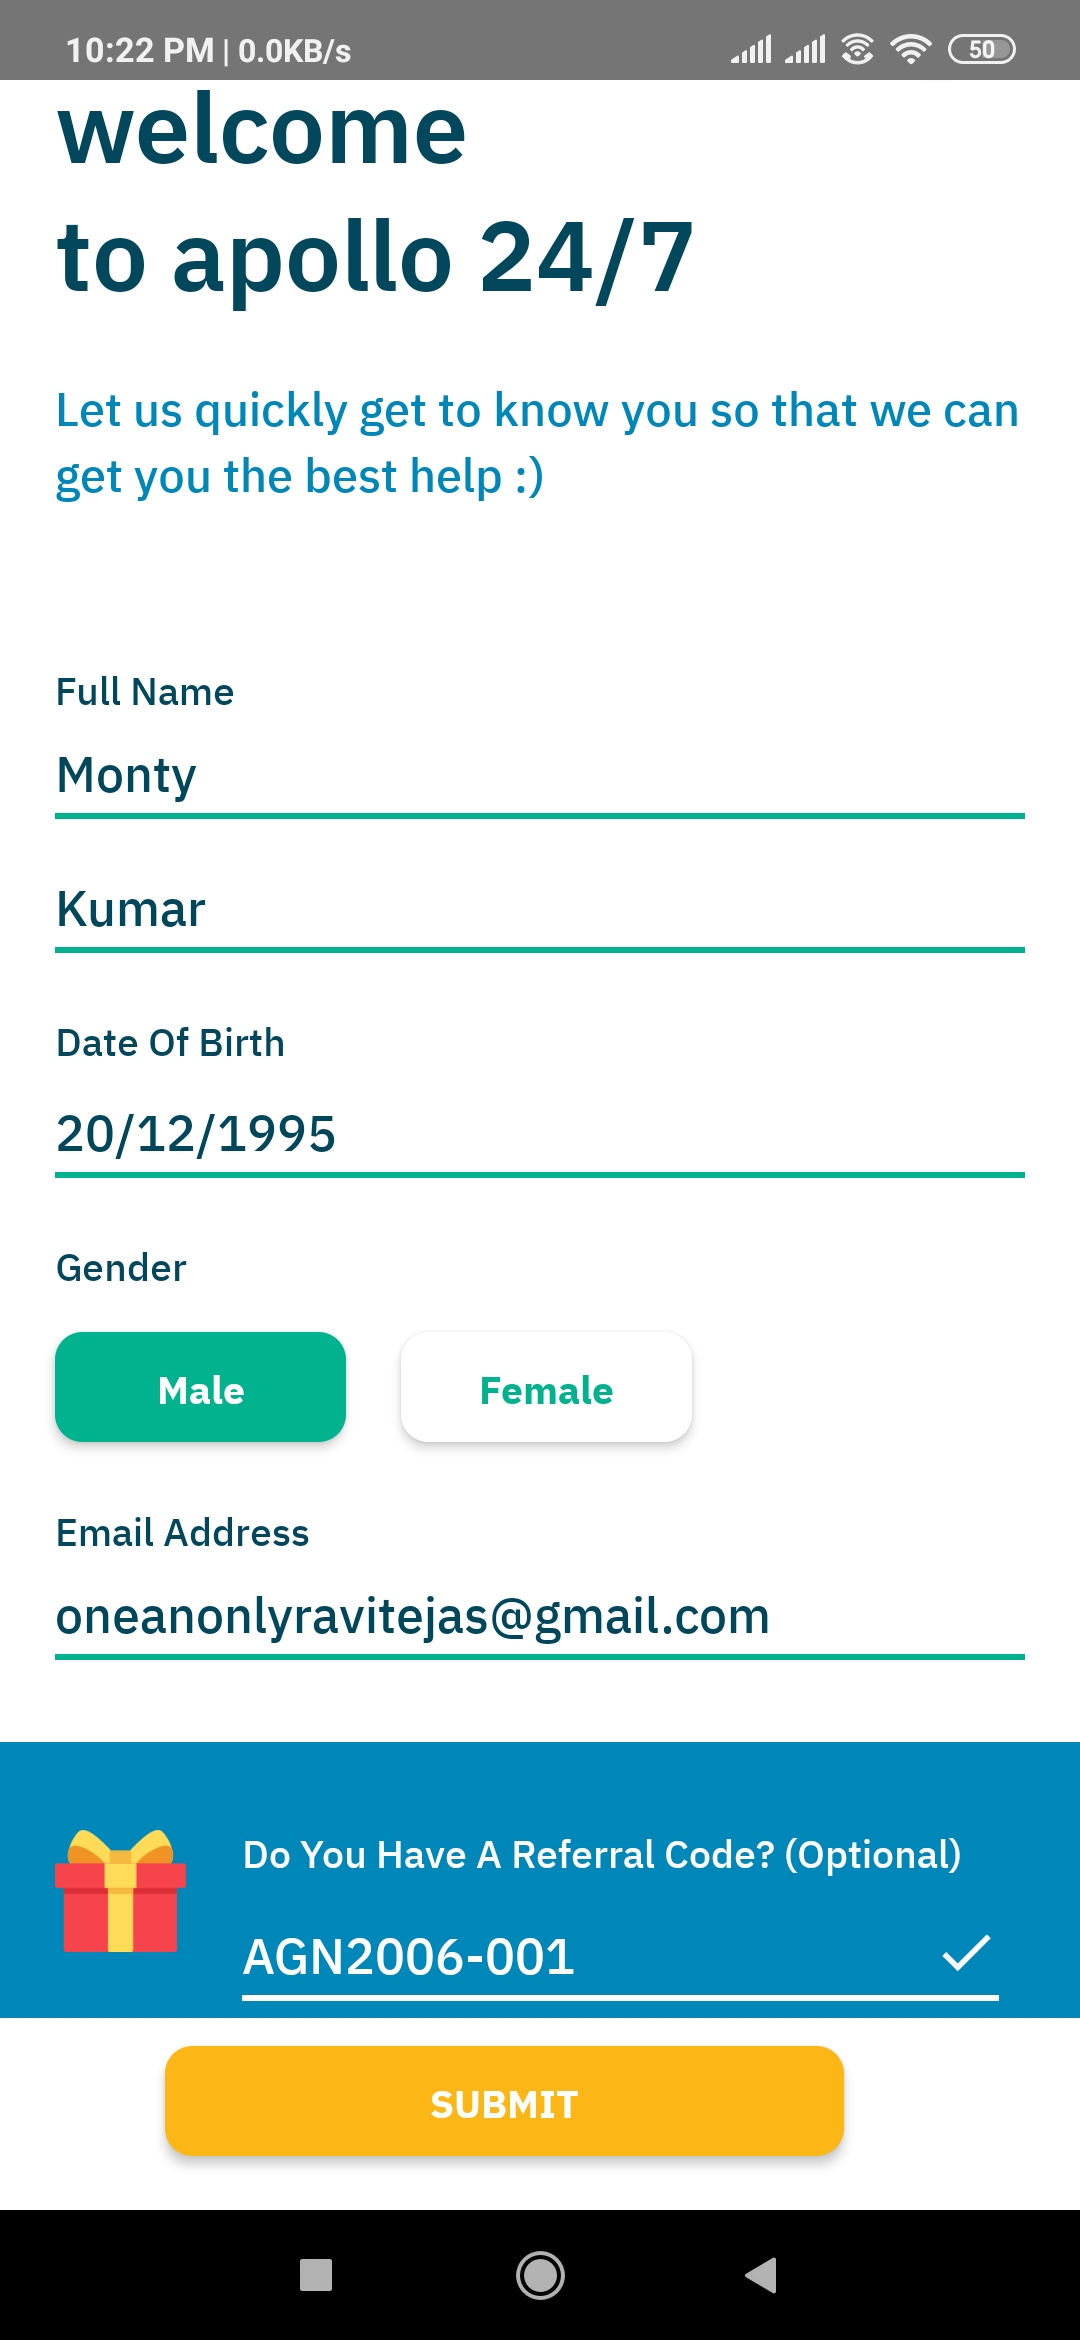 10:22 PM | 0.0KB/s
50
welcome
to apollo 24/7
Let us quickly get to know you so that we can
get you the best help :)
Full Name
Monty
Kumar
Date Of Birth
20/12/1995
Gender
Male Female
Email Address
oneanonlyravitejas@gmail.com
Do You Have A Referral Code? (Optional)
AGN2006-001
SUBMIT